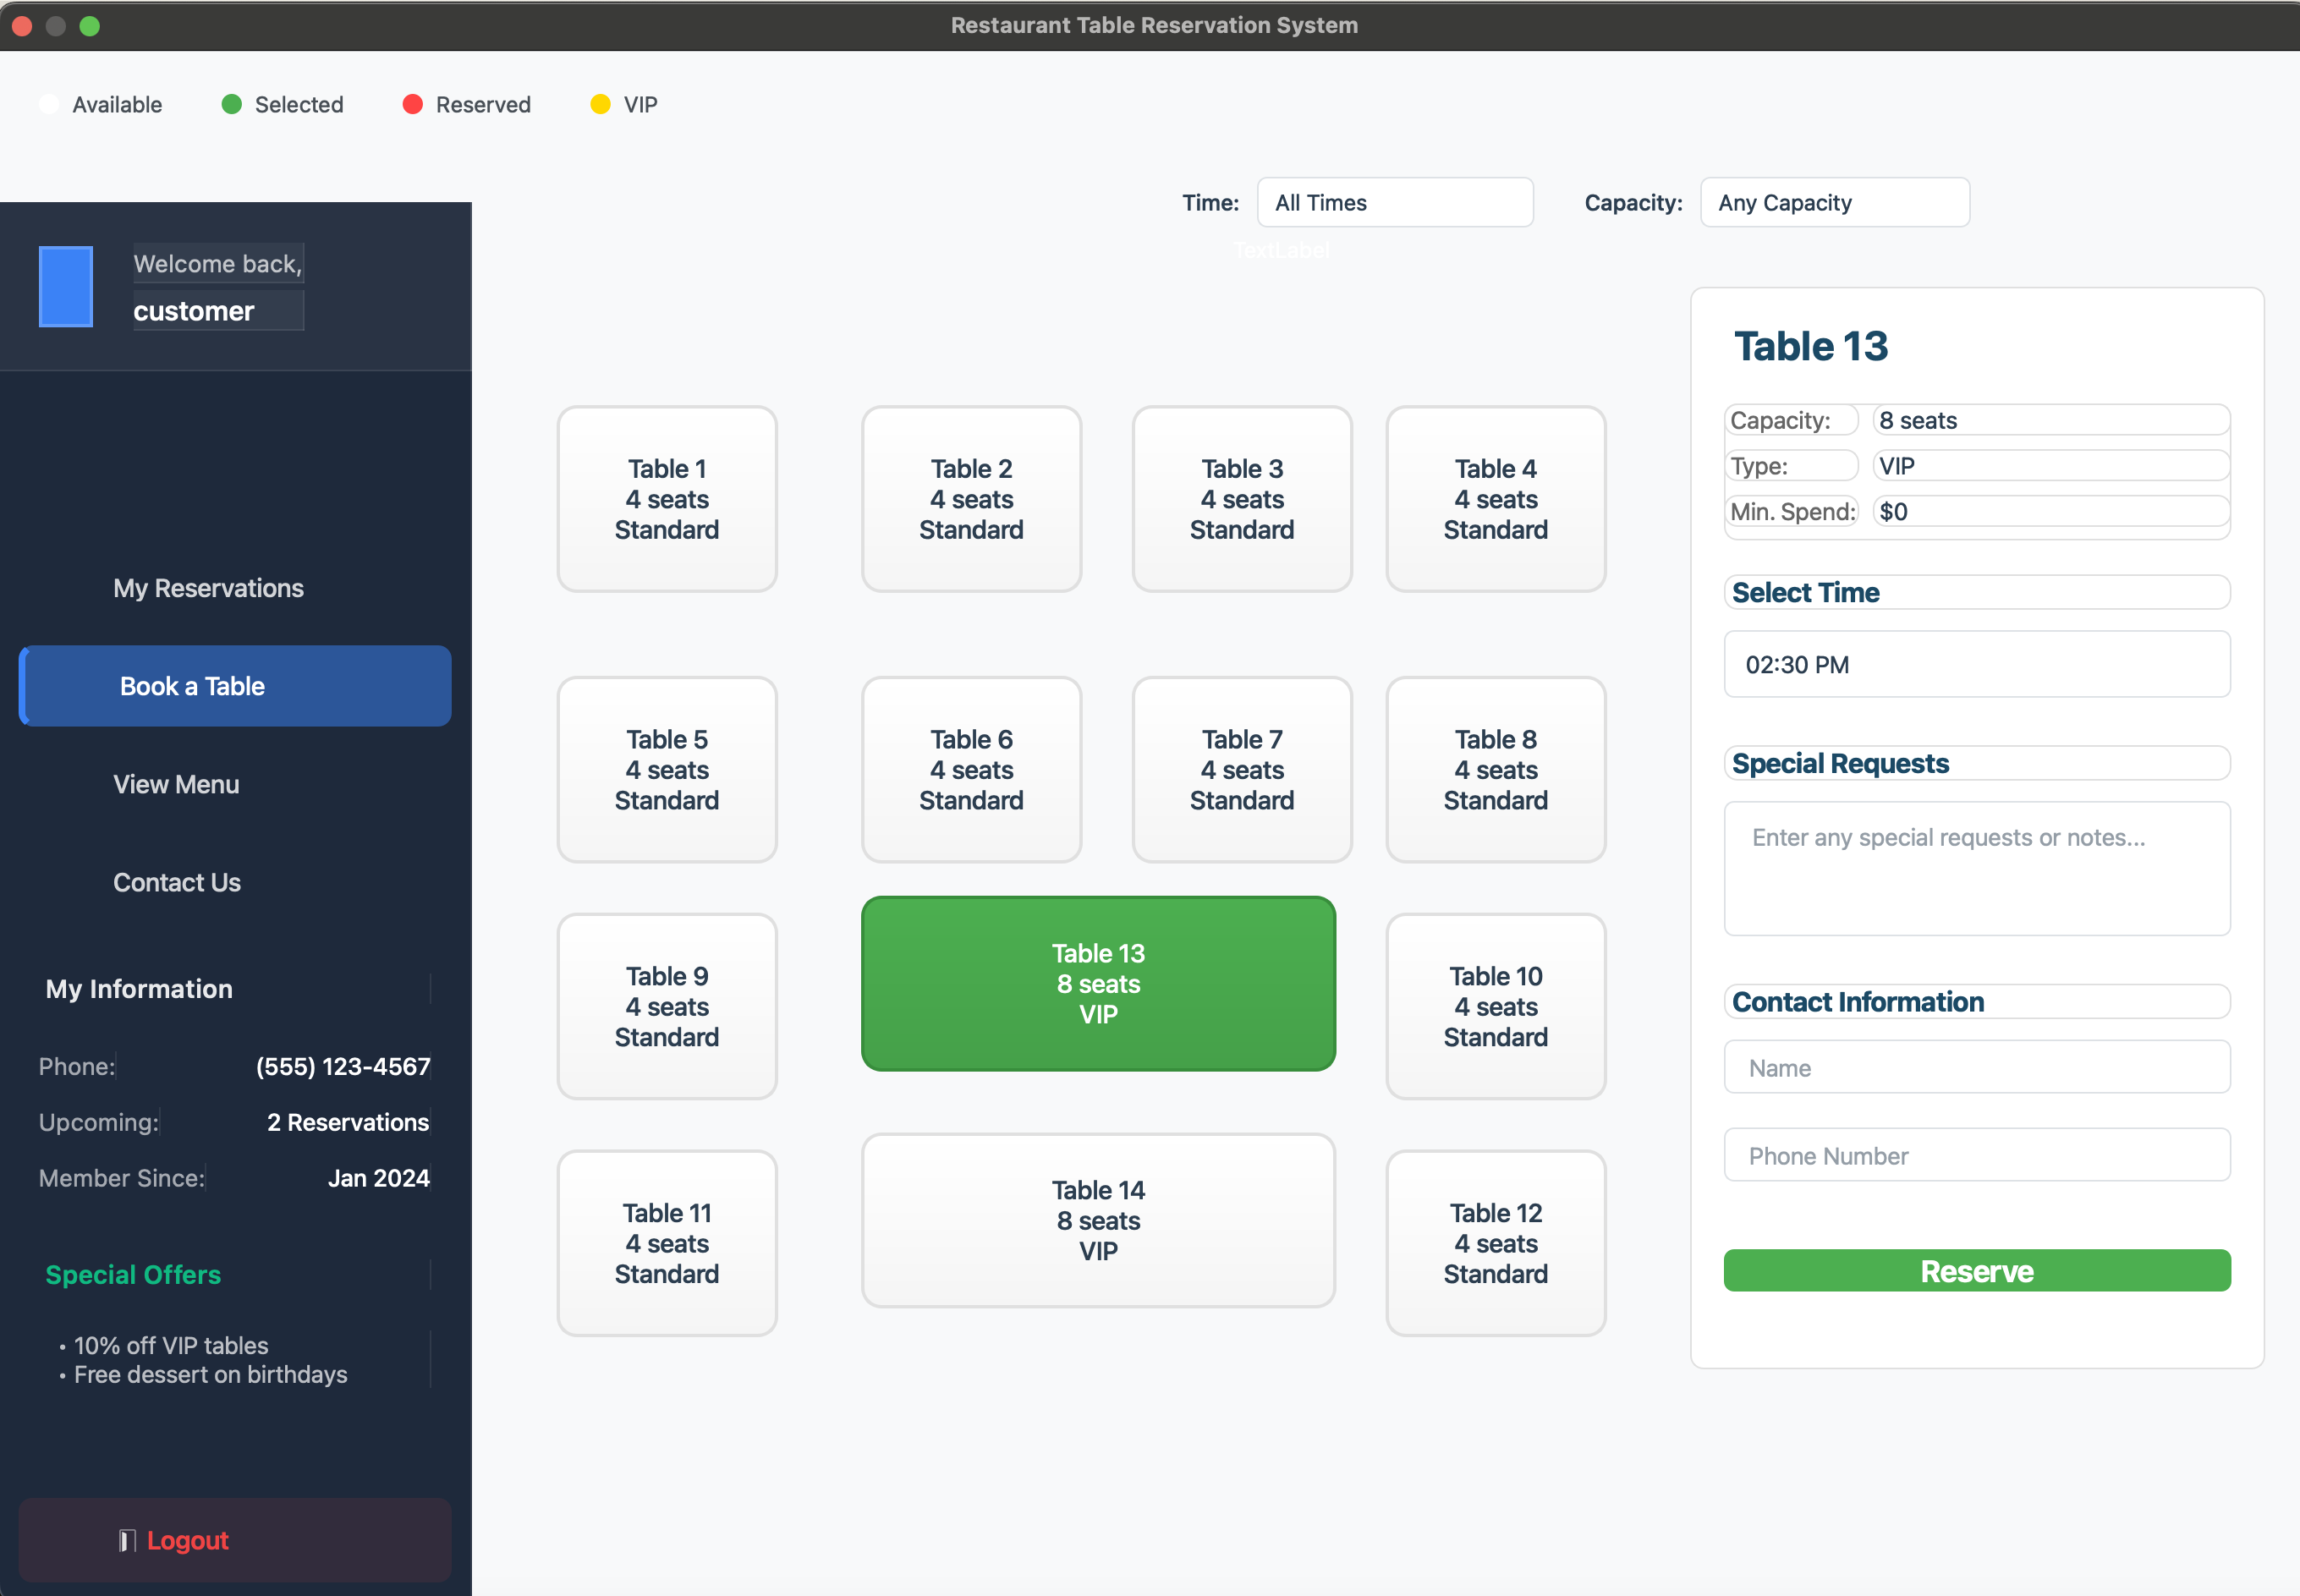 Restaurant Table Reservation System
Available
Selected
Reserved
VIP
Time:
All Times
Capacity:
Any Capacity
TextLabel
Welcome back,
customer
My Reservations
Book a Table
View Menu
Contact Us
My Information
Phone:
(555) 123-4567
Upcoming:
2 Reservations
Member Since:
Jan 2024
Special Offers
• 10% off VIP tables
• Free dessert on birthdays
Logout
Table 1
4 seats
Standard
Table 2
4 seats
Standard
Table 3
4 seats
Standard
Table 4
4 seats
Standard
Table 5
4 seats
Standard
Table 6
4 seats
Standard
Table 7
4 seats
Standard
Table 8
4 seats
Standard
Table 9
4 seats
Standard
Table 13
8 seats
VIP
Table 10
4 seats
Standard
Table 11
4 seats
Standard
Table 14
8 seats
VIP
Table 12
4 seats
Standard
Table 13
Capacity:
8 seats
Type:
VIP
Min. Spend:
$0
Select Time
02:30 PM
Special Requests
Enter any special requests or notes...
Contact Information
Name
Phone Number
Reserve